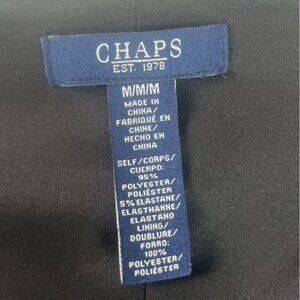 CHAPS
EST. 1978
M/M/M
MADE IN
CHINA/
FABRIQUÉ EN
CHINE/
HECHO EN
CHINA
SELF/CORPS/
CUERPO:
95%
POLYESTER/
POLIÉSTER
5% ELASTANE/
ELASTHANNE/
ELASTANO
LINING/
DOUBLURE/
FORRO:
100%
POLYESTER/
POLIÉSTER